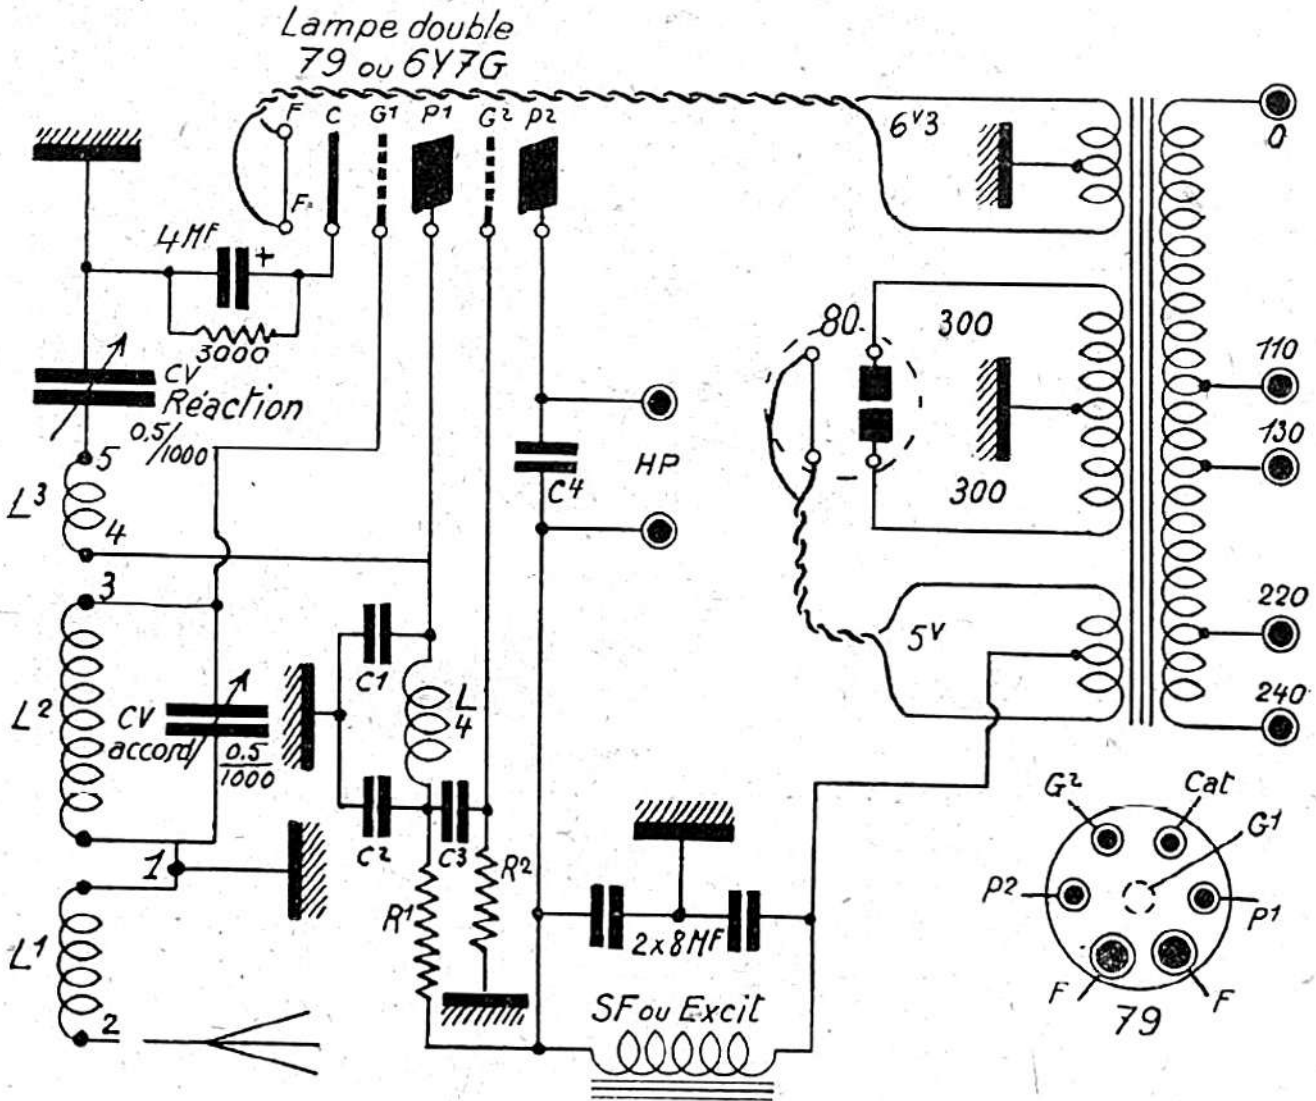 Lampe double
79 ou 6Y7G
F
C
G1
P1
G2
P2
F
6V3
0
4 MF
+
3000
80
300
300
110
130
220
240
CV
Réaction
0.5/1000
5
L3
4
3
C4
HP
5V
C1
L4
L2
CV
accord
0.5/1000
C2
C3
1
R1
R2
2x8MF
L1
2
SF ou Excit
G2
Cat
G1
P2
P1
F
F
79